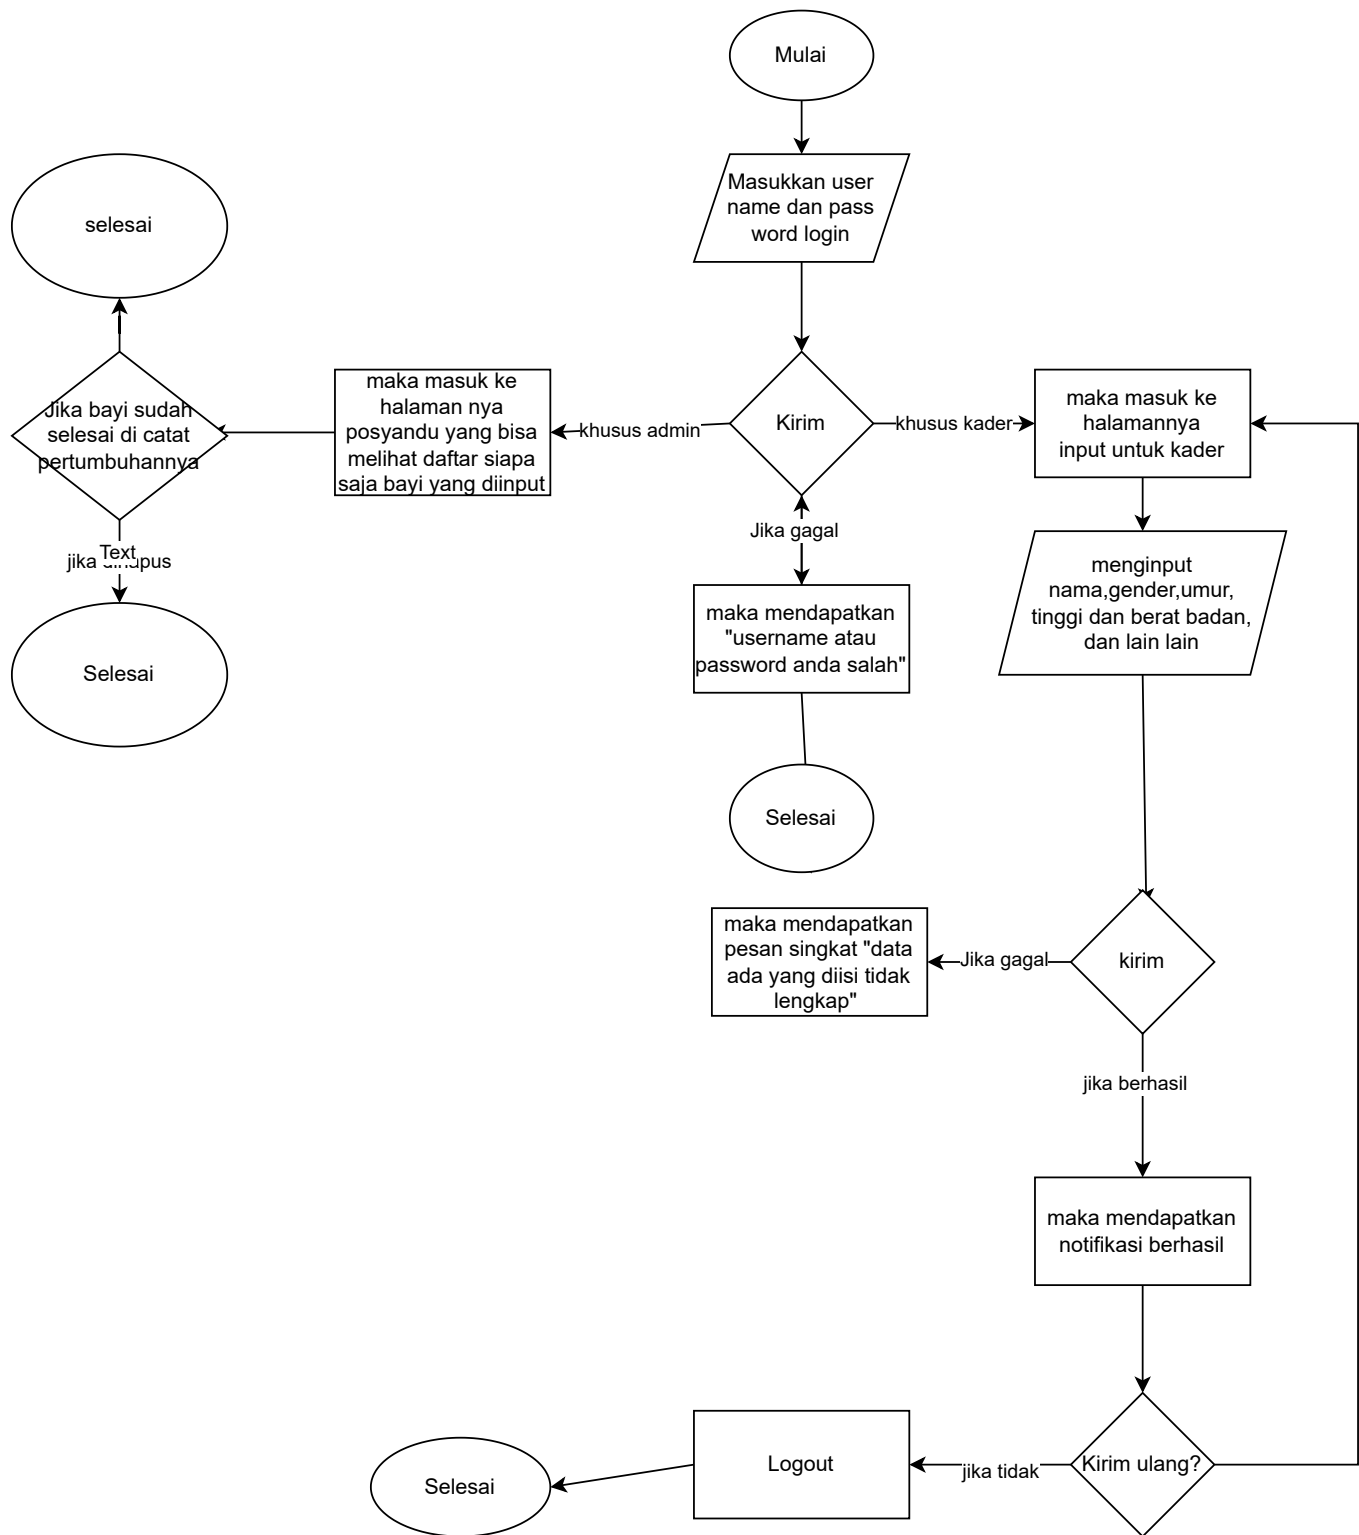 Mulai
Masukkan user
name dan pass
word login
selesai
Jika bayi sudah
selesai di catat
pertumbuhannya
maka masuk ke
halaman nya
posyandu yang bisa
melihat daftar siapa
saja bayi yang diinput
khusus admin
Kirim
khusus kader
maka masuk ke
halamannya
input untuk kader
Jika gagal
Text
jika dihapus
menginput
nama,gender,umur,
tinggi dan berat badan,
dan lain lain
maka mendapatkan
"username atau
password anda salah"
Selesai
Selesai
maka mendapatkan
pesan singkat "data
ada yang diisi tidak
lengkap"
Jika gagal
kirim
jika berhasil
maka mendapatkan
notifikasi berhasil
Selesai
Logout
jika tidak
Kirim ulang?